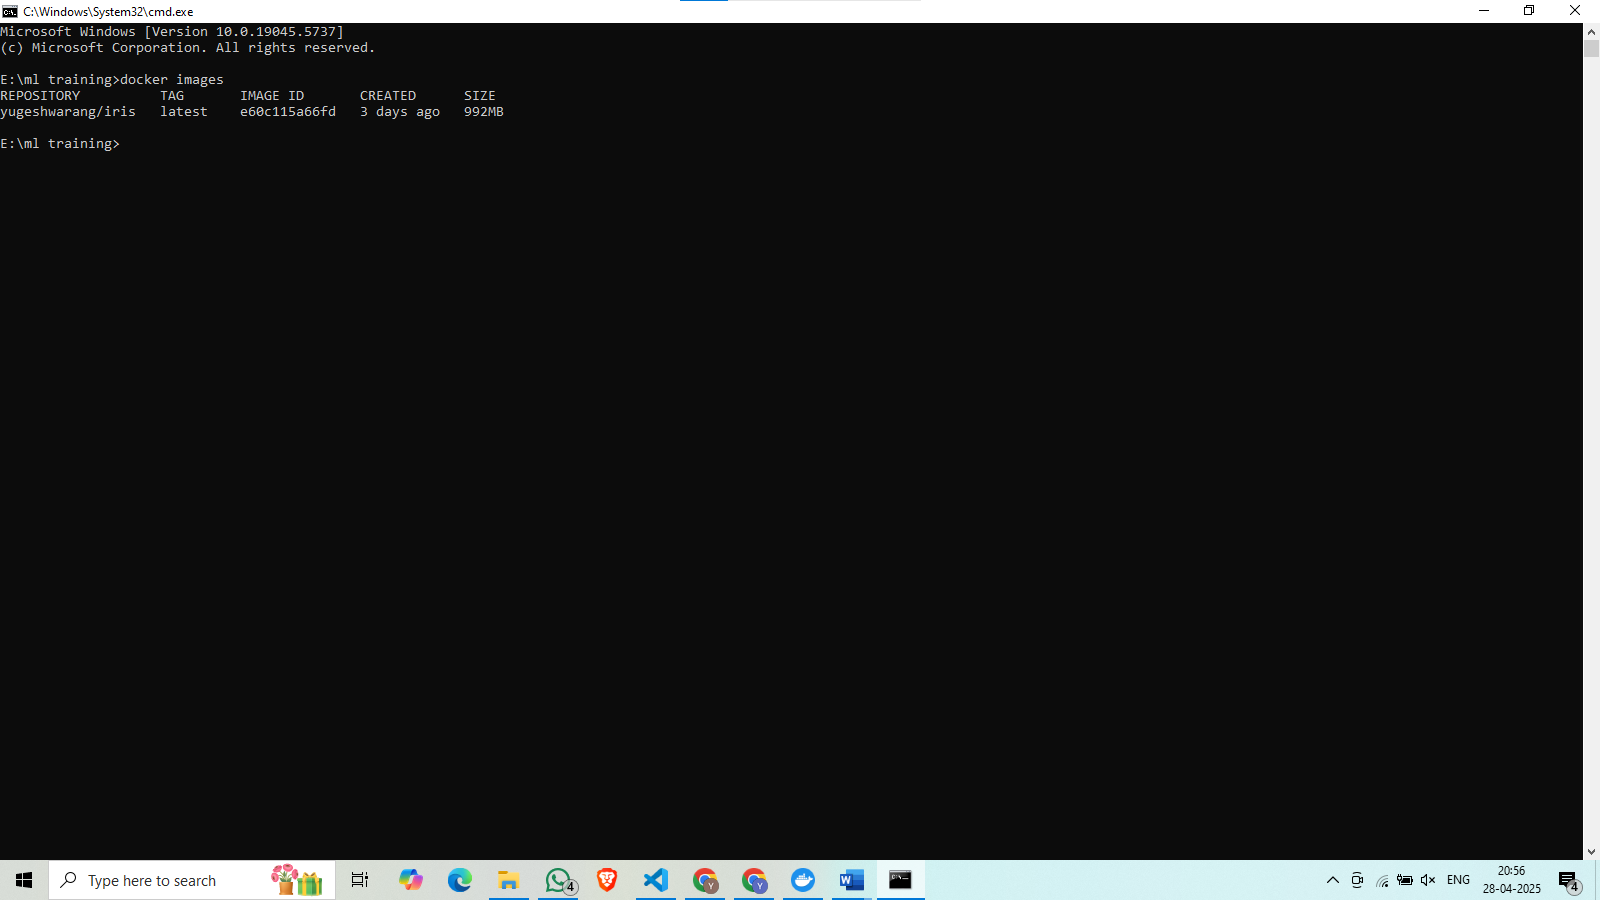 C:\Windows\System32\cmd.exe
Microsoft Windows [Version 10.0.19045.5737]
(c) Microsoft Corporation. All rights reserved.
E:\ml training>docker images
REPOSITORY TAG IMAGE ID CREATED SIZE
yugeshwarang/iris latest e60c115a66fd 3 days ago 992MB
E:\ml training>
Type here to search
4
Y
Y
W
ENG
20:56
28-04-2025
4